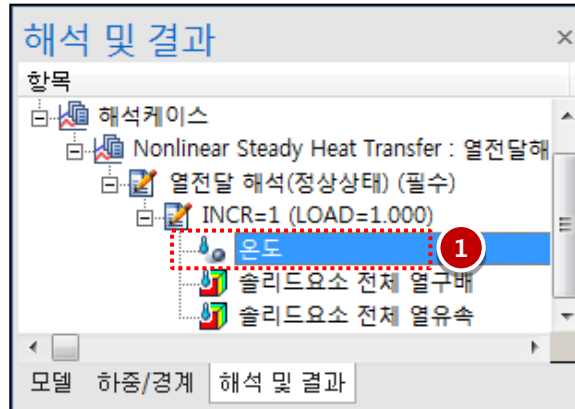 해석 및 결과
항목
해석케이스
Nonlinear Steady Heat Transfer : 열전달해
열전달 해석(정상상태) (필수)
INCR=1 (LOAD=1.000)
온도 1
솔리드요소 전체 열구배
솔리드요소 전체 열유속
모델 하중/경계 해석 및 결과